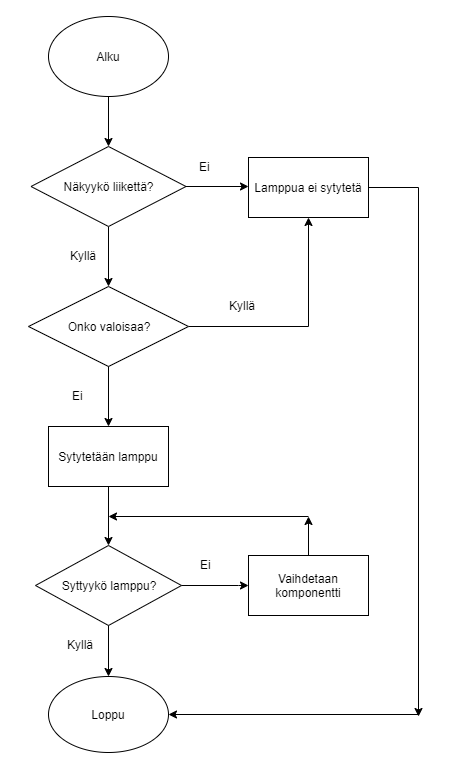 Alku
Näkyykö liikettä?
Ei
Lamppua ei sytytetä
Kyllä
Onko valoisaa?
Kyllä
Ei
Sytytetään lamppu
Syttyykö lamppu?
Ei
Vaihdetaan
komponentti
Kyllä
Loppu